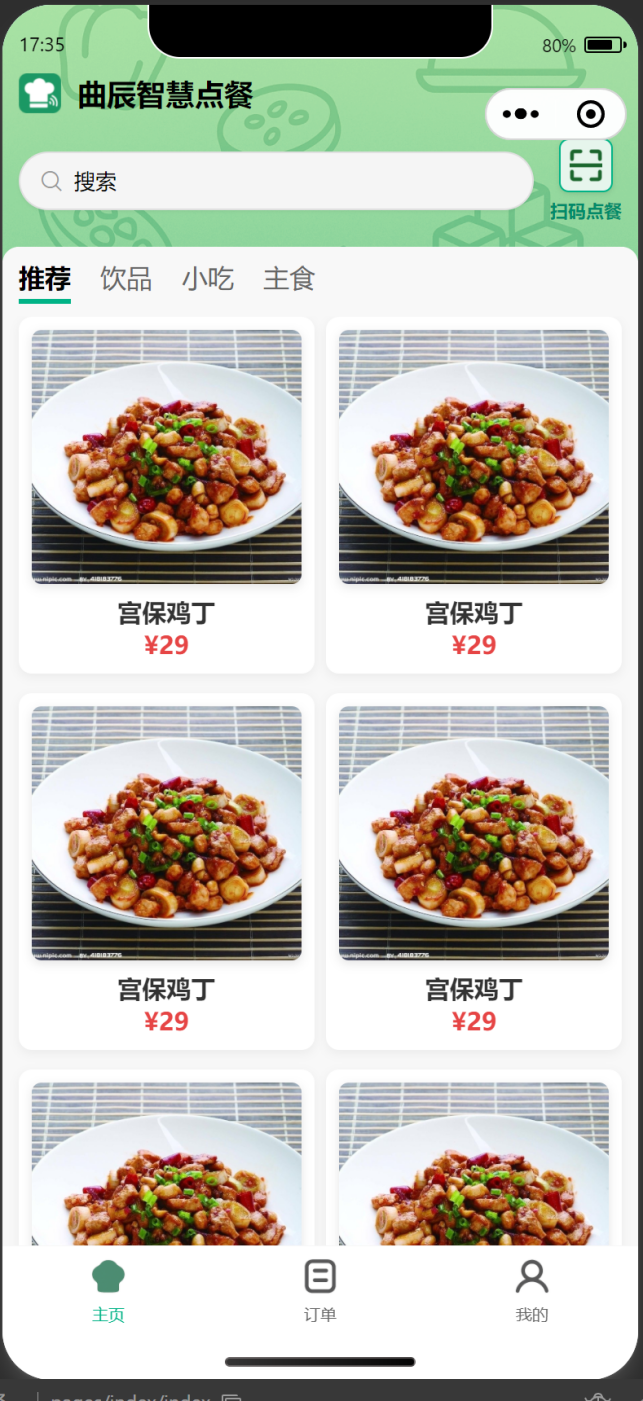 17:35
80%
曲辰智慧点餐
搜索
扫码点餐
推荐 饮品 小吃 主食
宫保鸡丁
¥29
宫保鸡丁
¥29
宫保鸡丁
¥29
宫保鸡丁
¥29
主页
订单
我的
pages/index/index